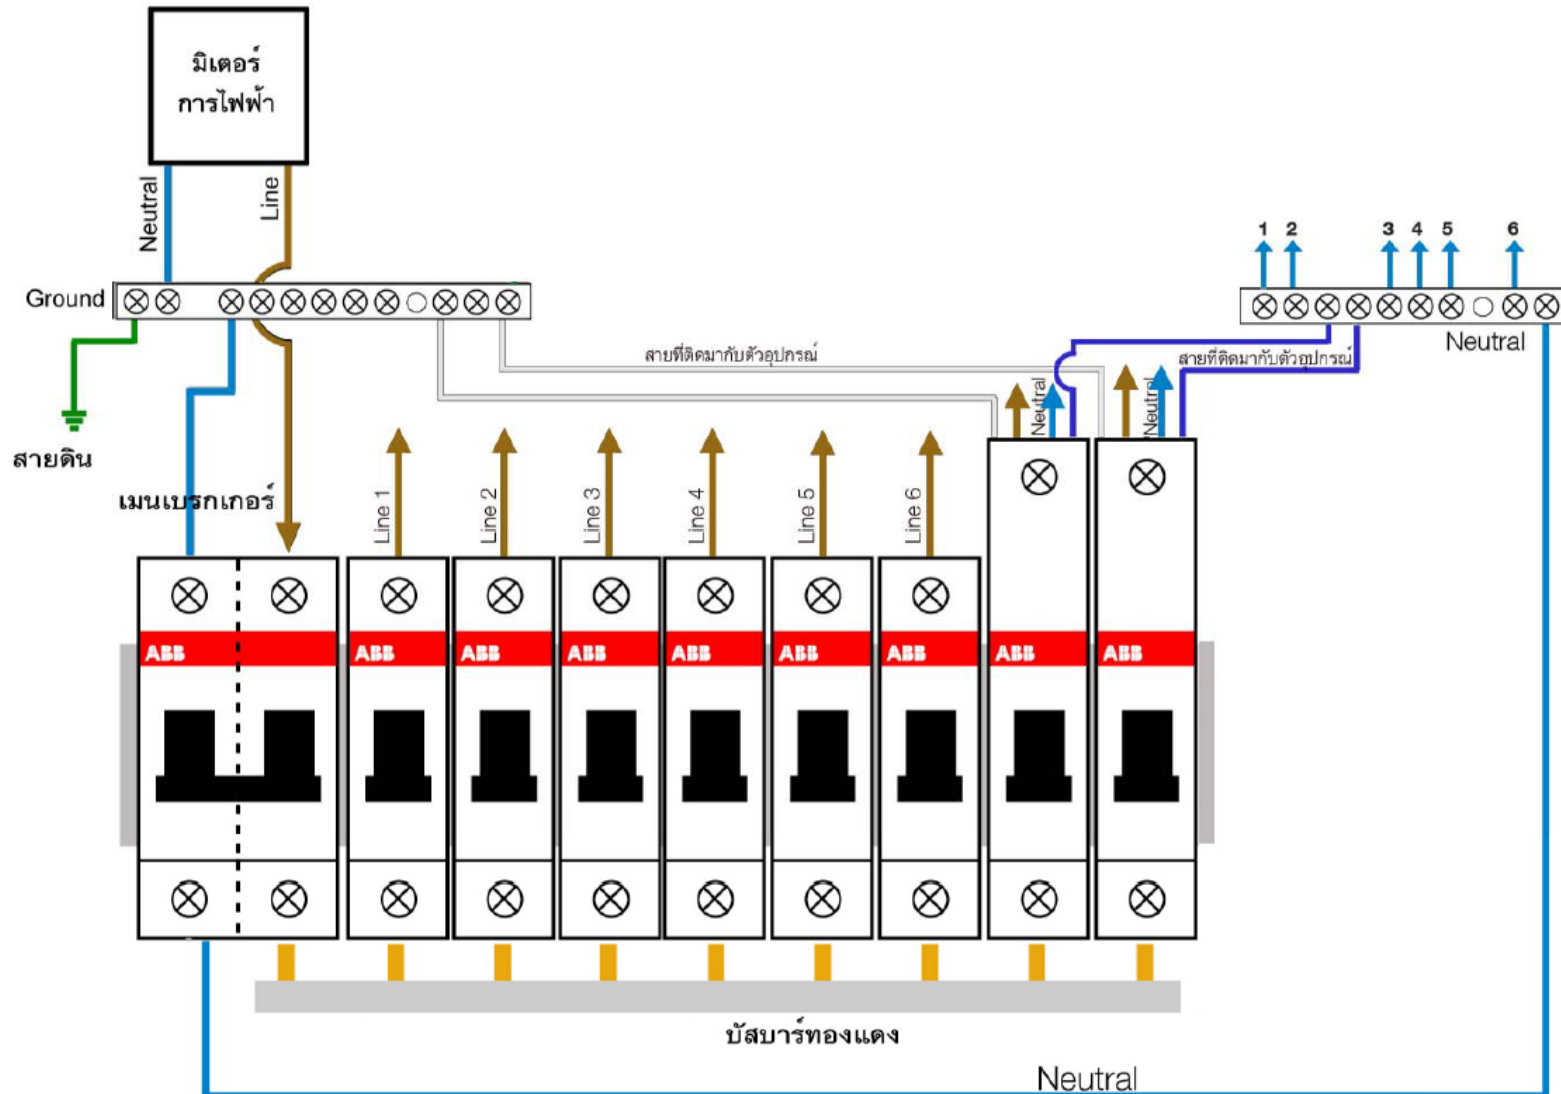 มิเตอร์
การไฟฟ้า
Neutral
Line
Ground
สายดิน
เมนเบรกเกอร์
สายที่ติดมากับตัวอุปกรณ์
สายที่ติดมากับตัวอุปกรณ์
1 2 3 4 5 6
Neutral
Neutral
Neutral
Line 1
Line 2
Line 3
Line 4
Line 5
Line 6
ABB
ABB
ABB
ABB
ABB
ABB
ABB
ABB
ABB
บัสบาร์ทองแดง
Neutral